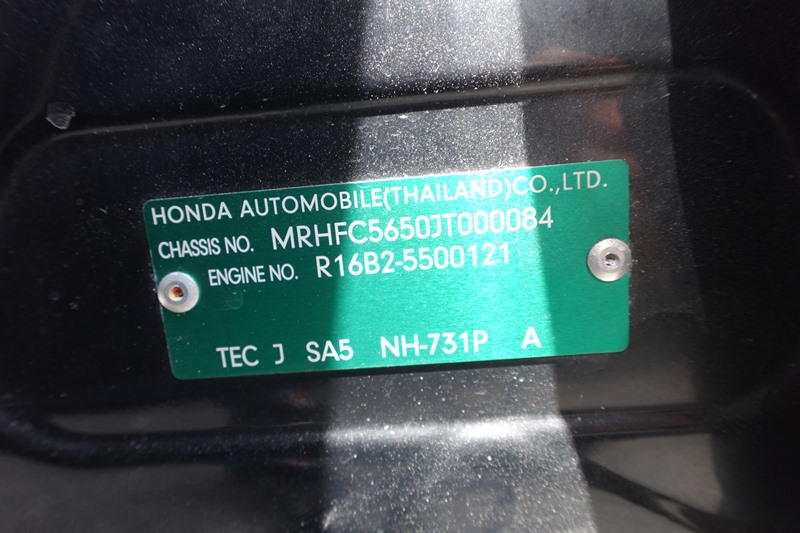 HONDA AUTOMOBILE(THAILAND)CO.,LTD.
CHASSIS NO. MRHFC5650JT000084
ENGINE NO. R16B2-5500121
TEC J SA5 NH-731P A